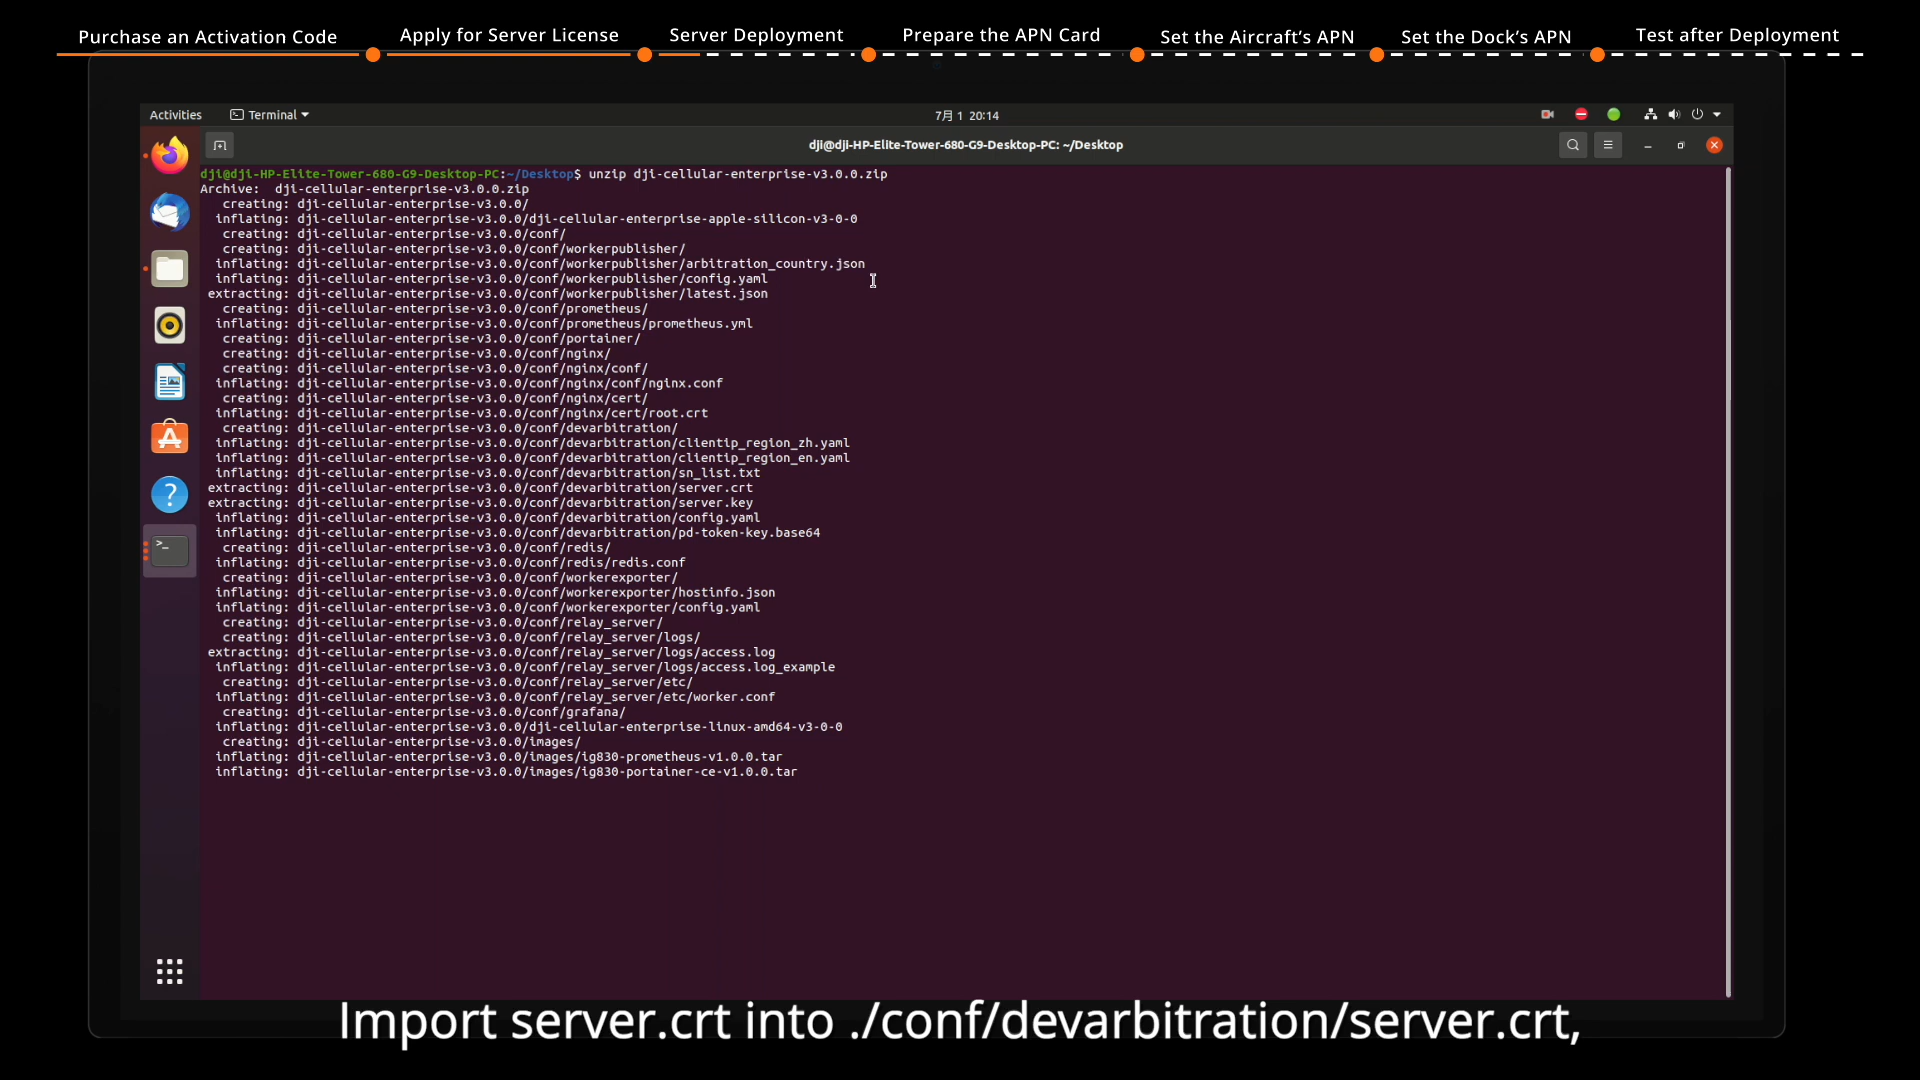 Purchase an Activation Code
Apply for Server License
Server Deployment
Prepare the APN Card
Set the Aircraft's APN
Set the Dock's APN
Test after Deployment
Activities
Terminal
7月 1 20:14
dji@dji-HP-Elite-Tower-680-G9-Desktop-PC: ~/Desktop
dji@dji-HP-Elite-Tower-680-G9-Desktop-PC:~/Desktop$ unzip dji-cellular-enterprise-v3.0.0.zip
Archive:  dji-cellular-enterprise-v3.0.0.zip
creating: dji-cellular-enterprise-v3.0.0/
inflating: dji-cellular-enterprise-v3.0.0/dji-cellular-enterprise-apple-silicon-v3-0-0
creating: dji-cellular-enterprise-v3.0.0/conf/
creating: dji-cellular-enterprise-v3.0.0/conf/workerpublisher/
inflating: dji-cellular-enterprise-v3.0.0/conf/workerpublisher/arbitration_country.json
inflating: dji-cellular-enterprise-v3.0.0/conf/workerpublisher/config.yaml
extracting: dji-cellular-enterprise-v3.0.0/conf/workerpublisher/latest.json
creating: dji-cellular-enterprise-v3.0.0/conf/prometheus/
inflating: dji-cellular-enterprise-v3.0.0/conf/prometheus/prometheus.yml
creating: dji-cellular-enterprise-v3.0.0/conf/portainer/
creating: dji-cellular-enterprise-v3.0.0/conf/nginx/
creating: dji-cellular-enterprise-v3.0.0/conf/nginx/conf/
inflating: dji-cellular-enterprise-v3.0.0/conf/nginx/conf/nginx.conf
creating: dji-cellular-enterprise-v3.0.0/conf/nginx/cert/
inflating: dji-cellular-enterprise-v3.0.0/conf/nginx/cert/root.crt
creating: dji-cellular-enterprise-v3.0.0/conf/devarbitration/
inflating: dji-cellular-enterprise-v3.0.0/conf/devarbitration/clientip_region_zh.yaml
inflating: dji-cellular-enterprise-v3.0.0/conf/devarbitration/clientip_region_en.yaml
inflating: dji-cellular-enterprise-v3.0.0/conf/devarbitration/sn_list.txt
extracting: dji-cellular-enterprise-v3.0.0/conf/devarbitration/server.crt
extracting: dji-cellular-enterprise-v3.0.0/conf/devarbitration/server.key
inflating: dji-cellular-enterprise-v3.0.0/conf/devarbitration/config.yaml
inflating: dji-cellular-enterprise-v3.0.0/conf/devarbitration/pd-token-key.base64
creating: dji-cellular-enterprise-v3.0.0/conf/redis/
inflating: dji-cellular-enterprise-v3.0.0/conf/redis/redis.conf
creating: dji-cellular-enterprise-v3.0.0/conf/workerexporter/
inflating: dji-cellular-enterprise-v3.0.0/conf/workerexporter/hostinfo.json
inflating: dji-cellular-enterprise-v3.0.0/conf/workerexporter/config.yaml
creating: dji-cellular-enterprise-v3.0.0/conf/relay_server/
creating: dji-cellular-enterprise-v3.0.0/conf/relay_server/logs/
extracting: dji-cellular-enterprise-v3.0.0/conf/relay_server/logs/access.log
inflating: dji-cellular-enterprise-v3.0.0/conf/relay_server/logs/access.log_example
creating: dji-cellular-enterprise-v3.0.0/conf/relay_server/etc/
inflating: dji-cellular-enterprise-v3.0.0/conf/relay_server/etc/worker.conf
creating: dji-cellular-enterprise-v3.0.0/conf/grafana/
inflating: dji-cellular-enterprise-v3.0.0/dji-cellular-enterprise-linux-amd64-v3-0-0
creating: dji-cellular-enterprise-v3.0.0/images/
inflating: dji-cellular-enterprise-v3.0.0/images/ig830-prometheus-v1.0.0.tar
inflating: dji-cellular-enterprise-v3.0.0/images/ig830-portainer-ce-v1.0.0.tar
Import server.crt into ./conf/devarbitration/server.crt,